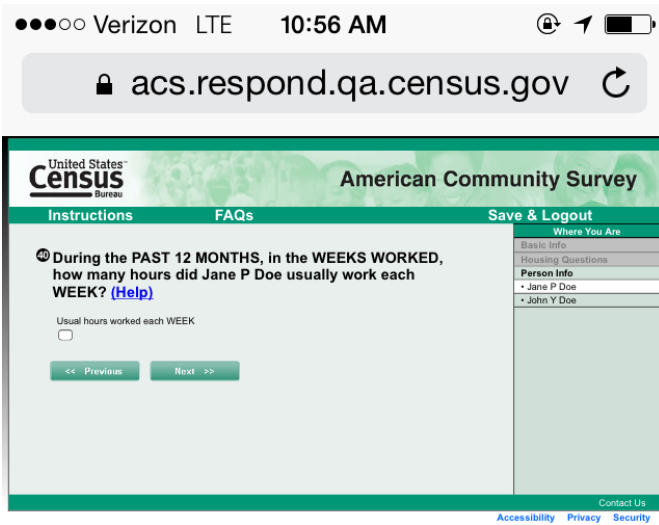 Verizon LTE 10:56 AM
acs.respond.qa.census.gov
United States™
Census
Bureau
American Community Survey
Instructions FAQs Save & Logout
Where You Are
Basic Info
Housing Questions
Person Info
• Jane P Doe
• John Y Doe
40 During the PAST 12 MONTHS, in the WEEKS WORKED,
how many hours did Jane P Doe usually work each
WEEK? (Help)
Usual hours worked each WEEK
<< Previous Next >>
Contact Us
Accessibility Privacy Security